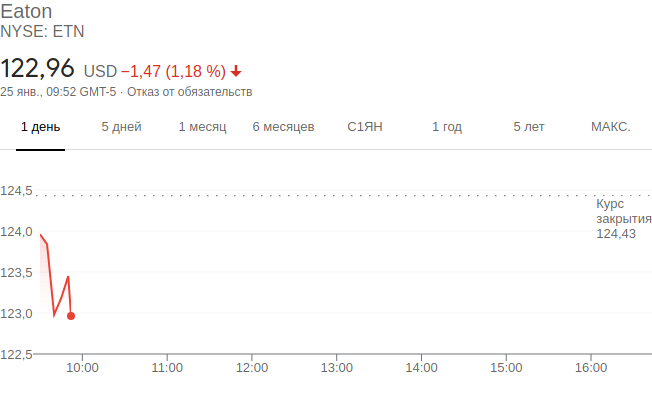 Eaton
NYSE: ETN
122,96 USD −1,47 (1,18 %)
25 янв., 09:52 GMT-5 · Отказ от обязательств
1 день 5 дней 1 месяц 6 месяцев С1ЯН 1 год 5 лет МАКС.
124,5
Курс
закрытия
124,43
124,0
123,5
123,0
122,5
10:00 11:00 12:00 13:00 14:00 15:00 16:00